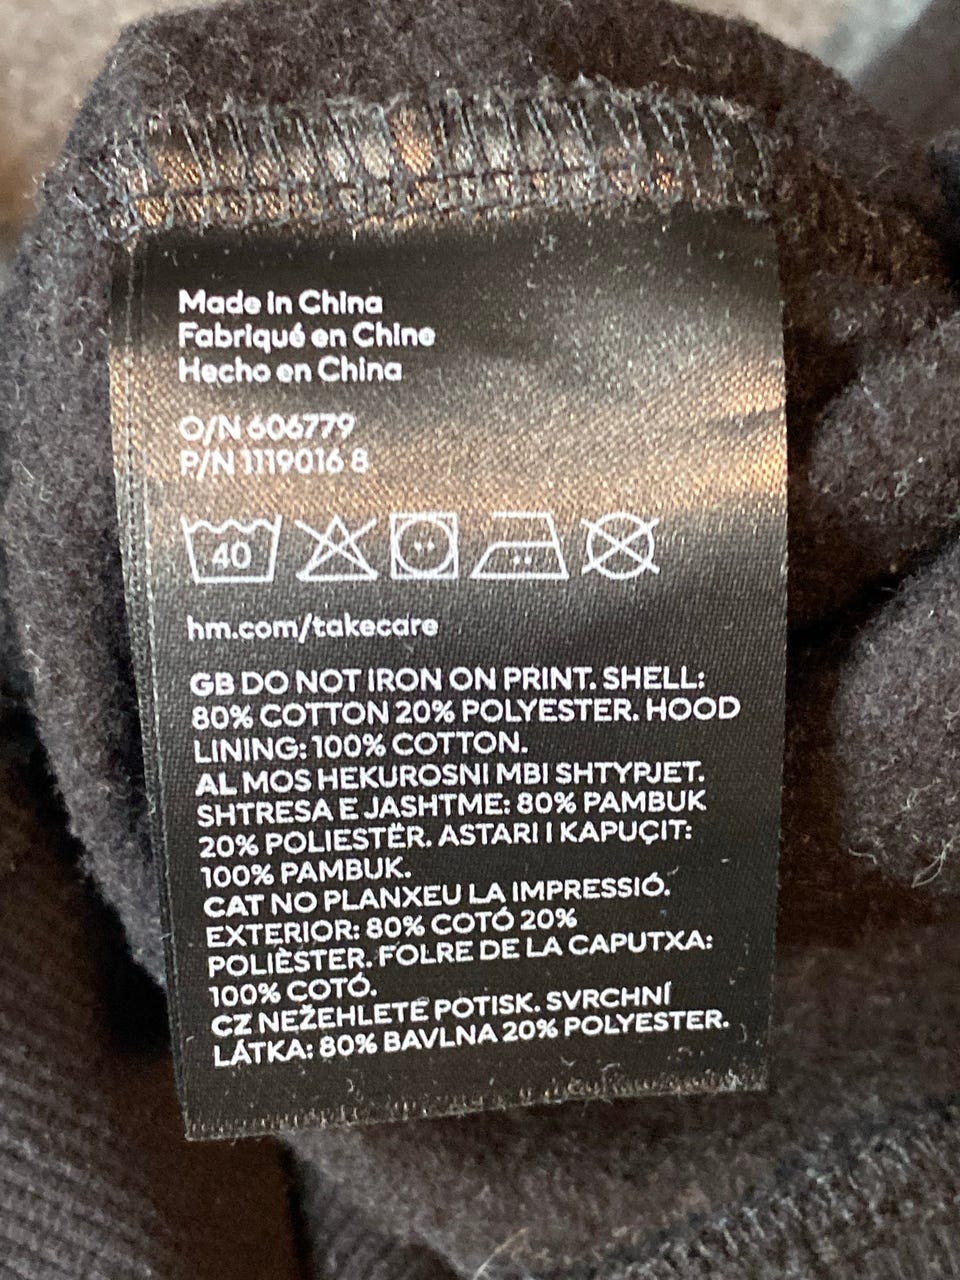 Made in China
Fabriqué en Chine
Hecho en China
O/N 606779
P/N 1119016 8
40
hm.com/takecare
GB DO NOT IRON ON PRINT. SHELL:
80% COTTON 20% POLYESTER. HOOD
LINING: 100% COTTON.
AL MOS HEKUROSNI MBI SHTYPJET.
SHTRESA E JASHTME: 80% PAMBUK
20% POLIESTËR. ASTARI I KAPUÇIT:
100% PAMBUK.
CAT NO PLANXEU LA IMPRESSIÓ.
EXTERIOR: 80% COTÓ 20%
POLIÈSTER. FOLRE DE LA CAPUTXA:
100% COTÓ.
CZ NEŽEHLETE POTISK. SVRCHNÍ
LÁTKA: 80% BAVLNA 20% POLYESTER.